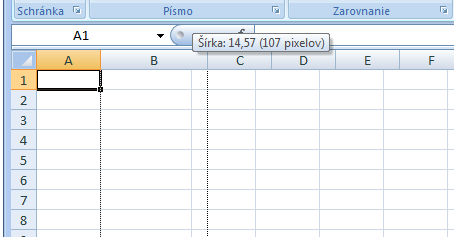 Schránka Písmo Zarovnanie
A1
Šírka: 14,57 (107 pixelov)
A B C D E F
1
2
3
4
5
6
7
8